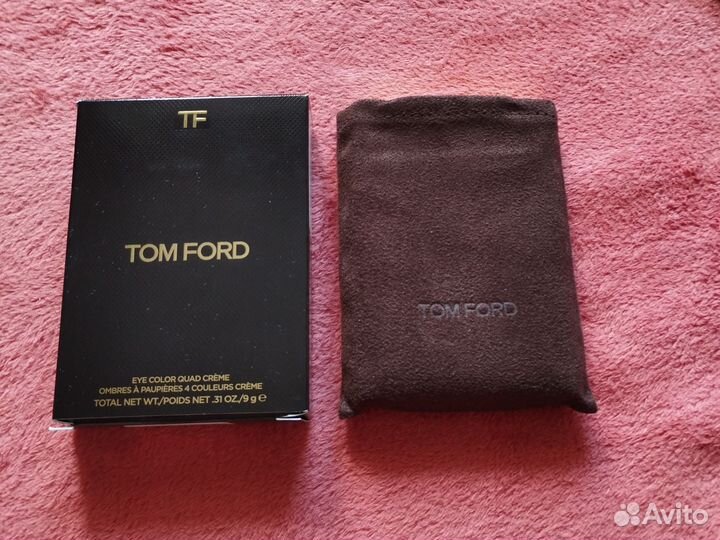 TF
TOM FORD
EYE COLOR QUAD CRÈME
OMBRES À PAUPIÈRES 4 COULEURS CRÈME
TOTAL NET WT./POIDS NET .31 OZ./9 g ℮
TOM FORD
Avito